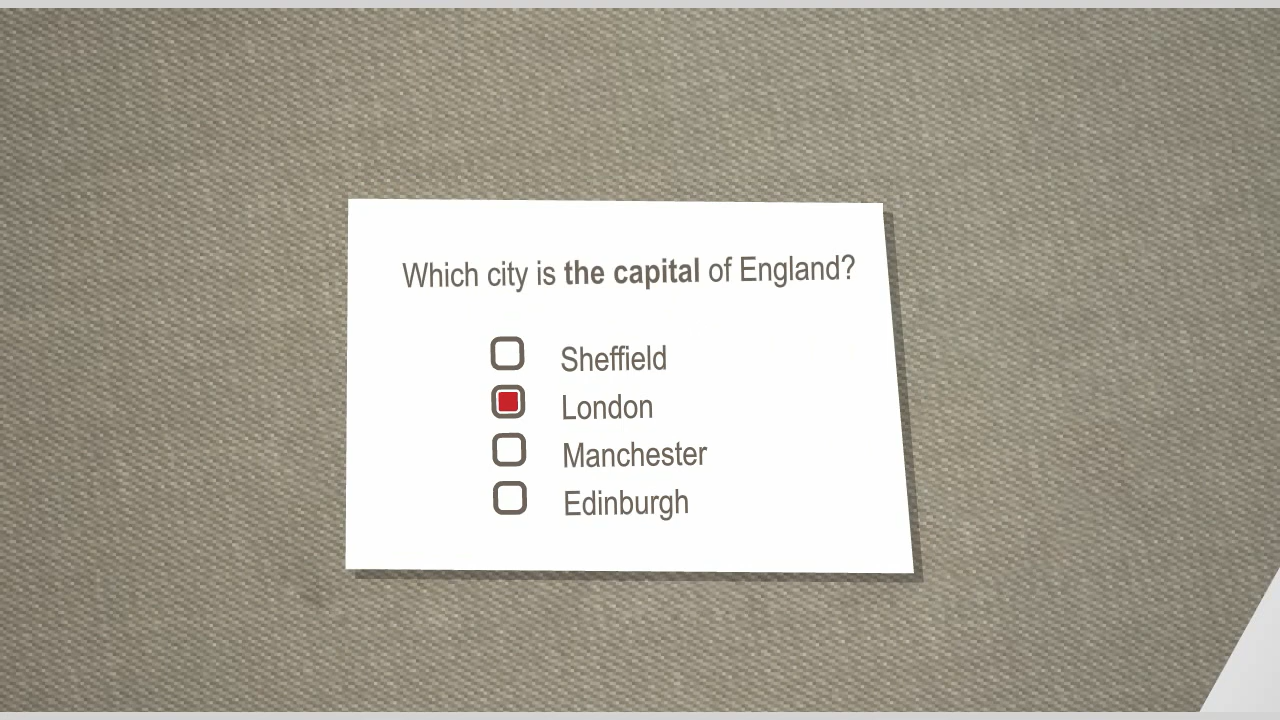 Which city is the capital of England?
Sheffield
London
Manchester
Edinburgh